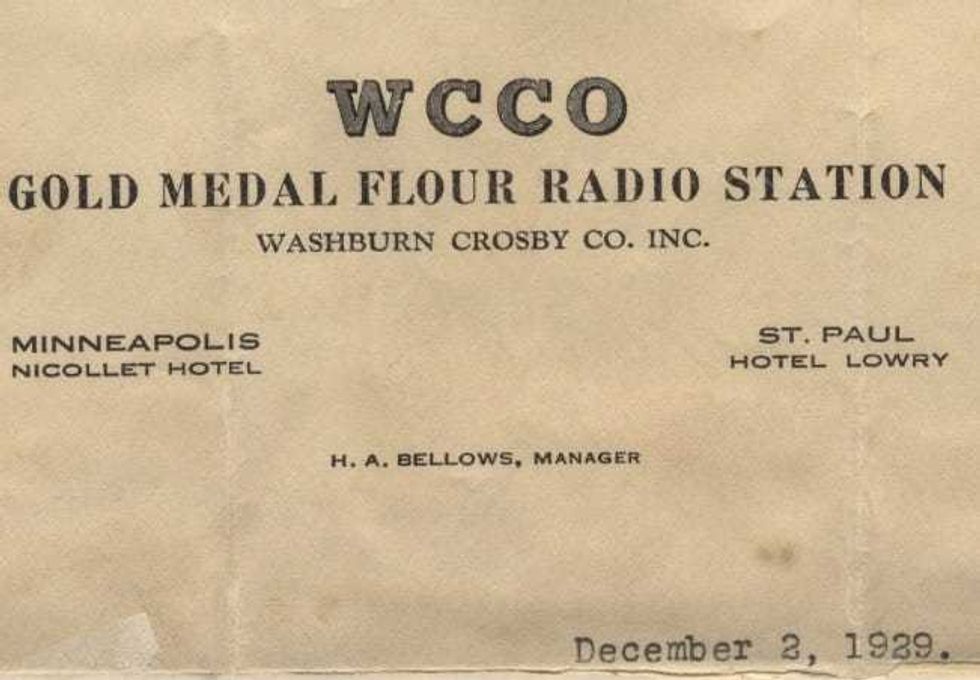 WCCO
GOLD MEDAL FLOUR RADIO STATION
WASHBURN CROSBY CO. INC.
MINNEAPOLIS
NICOLLET HOTEL
ST. PAUL
HOTEL LOWRY
H. A. BELLOWS, MANAGER
December 2, 1929.